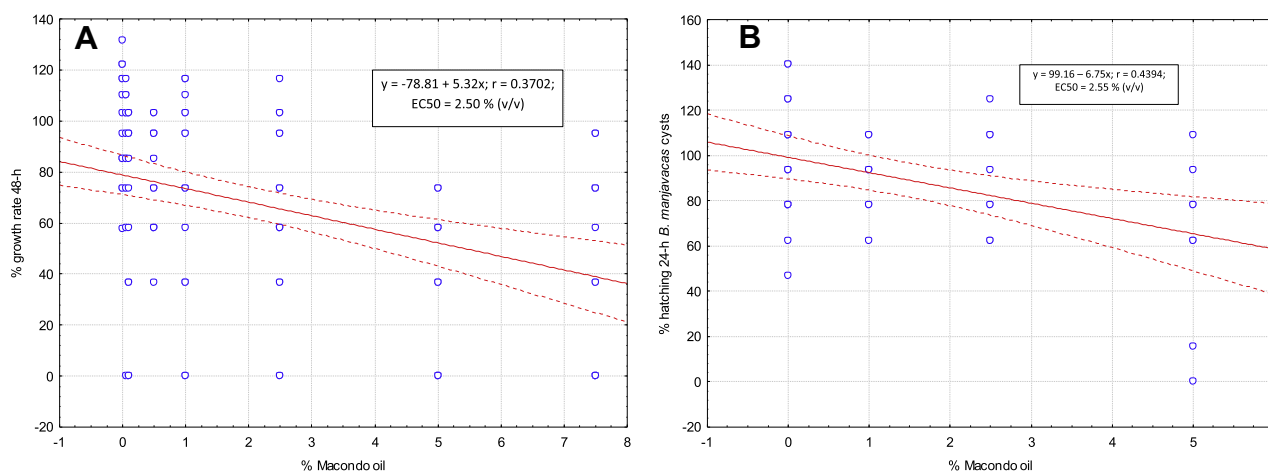 A
y = -78.81 + 5.32x; r = 0.3702;
EC50 = 2.50 % (v/v)
% growth rate 48-h
140
120
100
80
60
40
20
0
-20
-1 0 1 2 3 4 5 6 7 8
% Macondo oil
B
y = 99.16 – 6.75x; r = 0.4394;
EC50 = 2.55 % (v/v)
% hatching 24-h B. manjavacas cysts
160
140
120
100
80
60
40
20
0
-20
-1 0 1 2 3 4 5
% Macondo oil